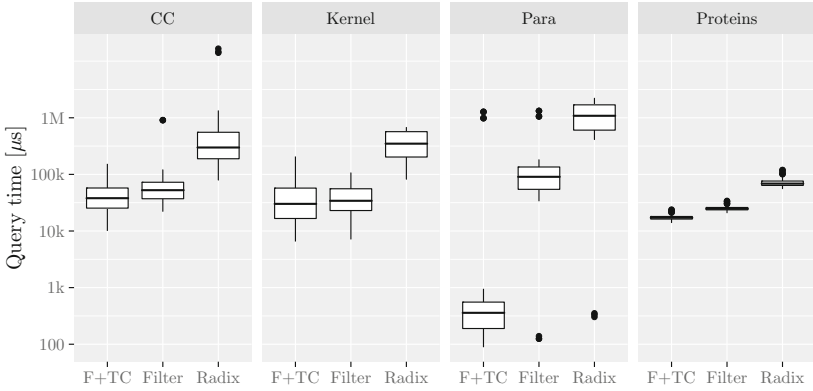 CC Kernel Para Proteins
Query time [μs]
1M
100k
10k
1k
100
F+TC Filter Radix F+TC Filter Radix F+TC Filter Radix F+TC Filter Radix